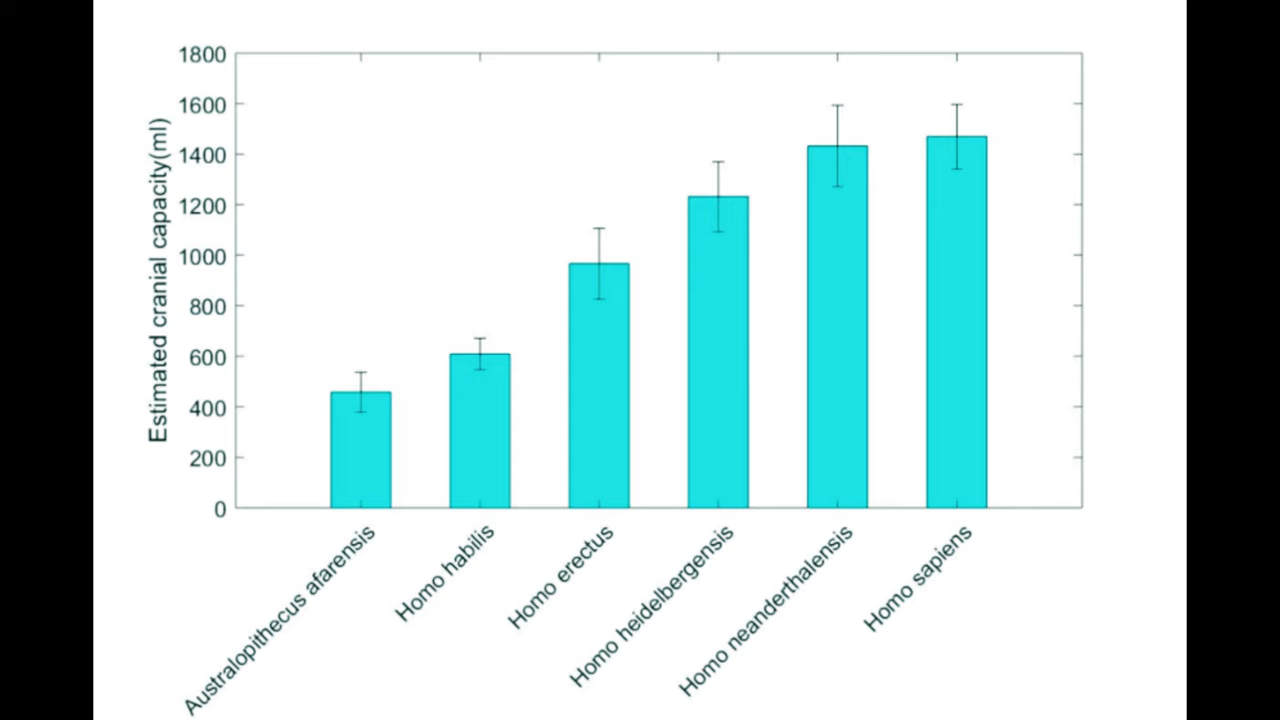 Estimated cranial capacity(ml)
1800
1600
1400
1200
1000
800
600
400
200
0
Australopithecus afarensis
Homo habilis
Homo erectus
Homo heidelbergensis
Homo neanderthalensis
Homo sapiens